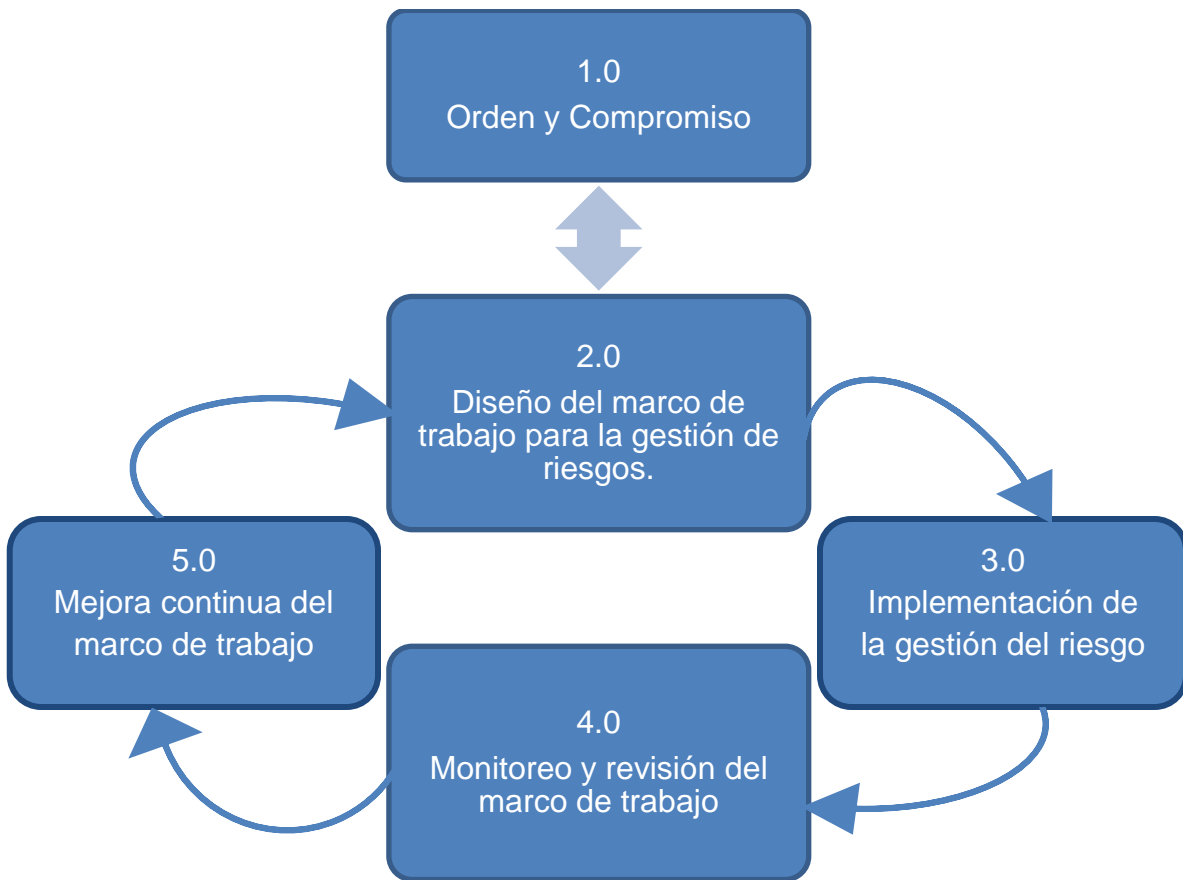 1.0
Orden y Compromiso
2.0
Diseño del marco de
trabajo para la gestión de
riesgos.
5.0
Mejora continua del
marco de trabajo
3.0
Implementación de
la gestión del riesgo
4.0
Monitoreo y revisión del
marco de trabajo